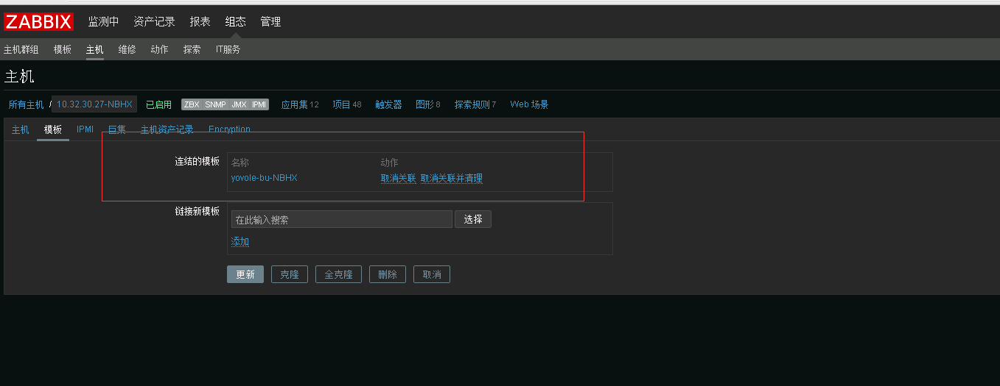 ZABBIX 监测中 资产记录 报表 组态 管理
主机群组 模板 主机 维修 动作 探索 IT服务
主机
所有主机 / 10.32.30.27-NBHX 已启用 ZBX SNMP JMX IPMI 应用集 12 项目 48 触发器 图形 8 探索规则 7 Web 场景
主机 模板 IPMI 巨集 主机资产记录 Encryption
连结的模板 名称 动作
yovole-bu-NBHX 取消关联 取消关联并清理
链接新模板
在此输入搜索 选择
添加
更新 克隆 全克隆 删除 取消